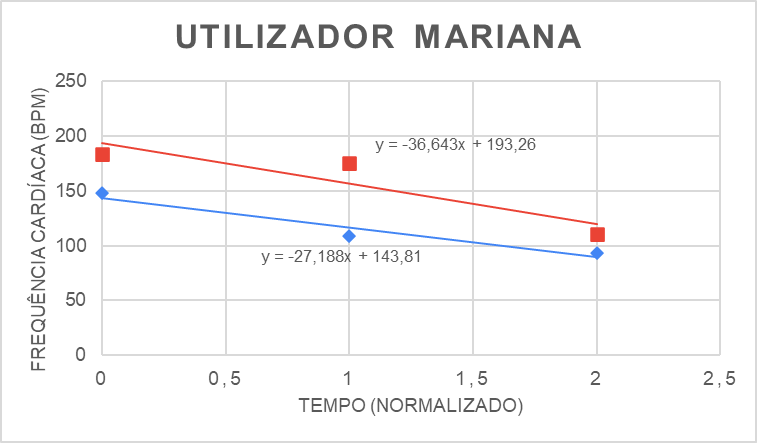 UTILIZADOR MARIANA
FREQUÊNCIA CARDÍACA (BPM)
250
200
150
100
50
0
y = -36,643x + 193,26
y = -27,188x + 143,81
0
0,5
1
1,5
2
2,5
TEMPO (NORMALIZADO)